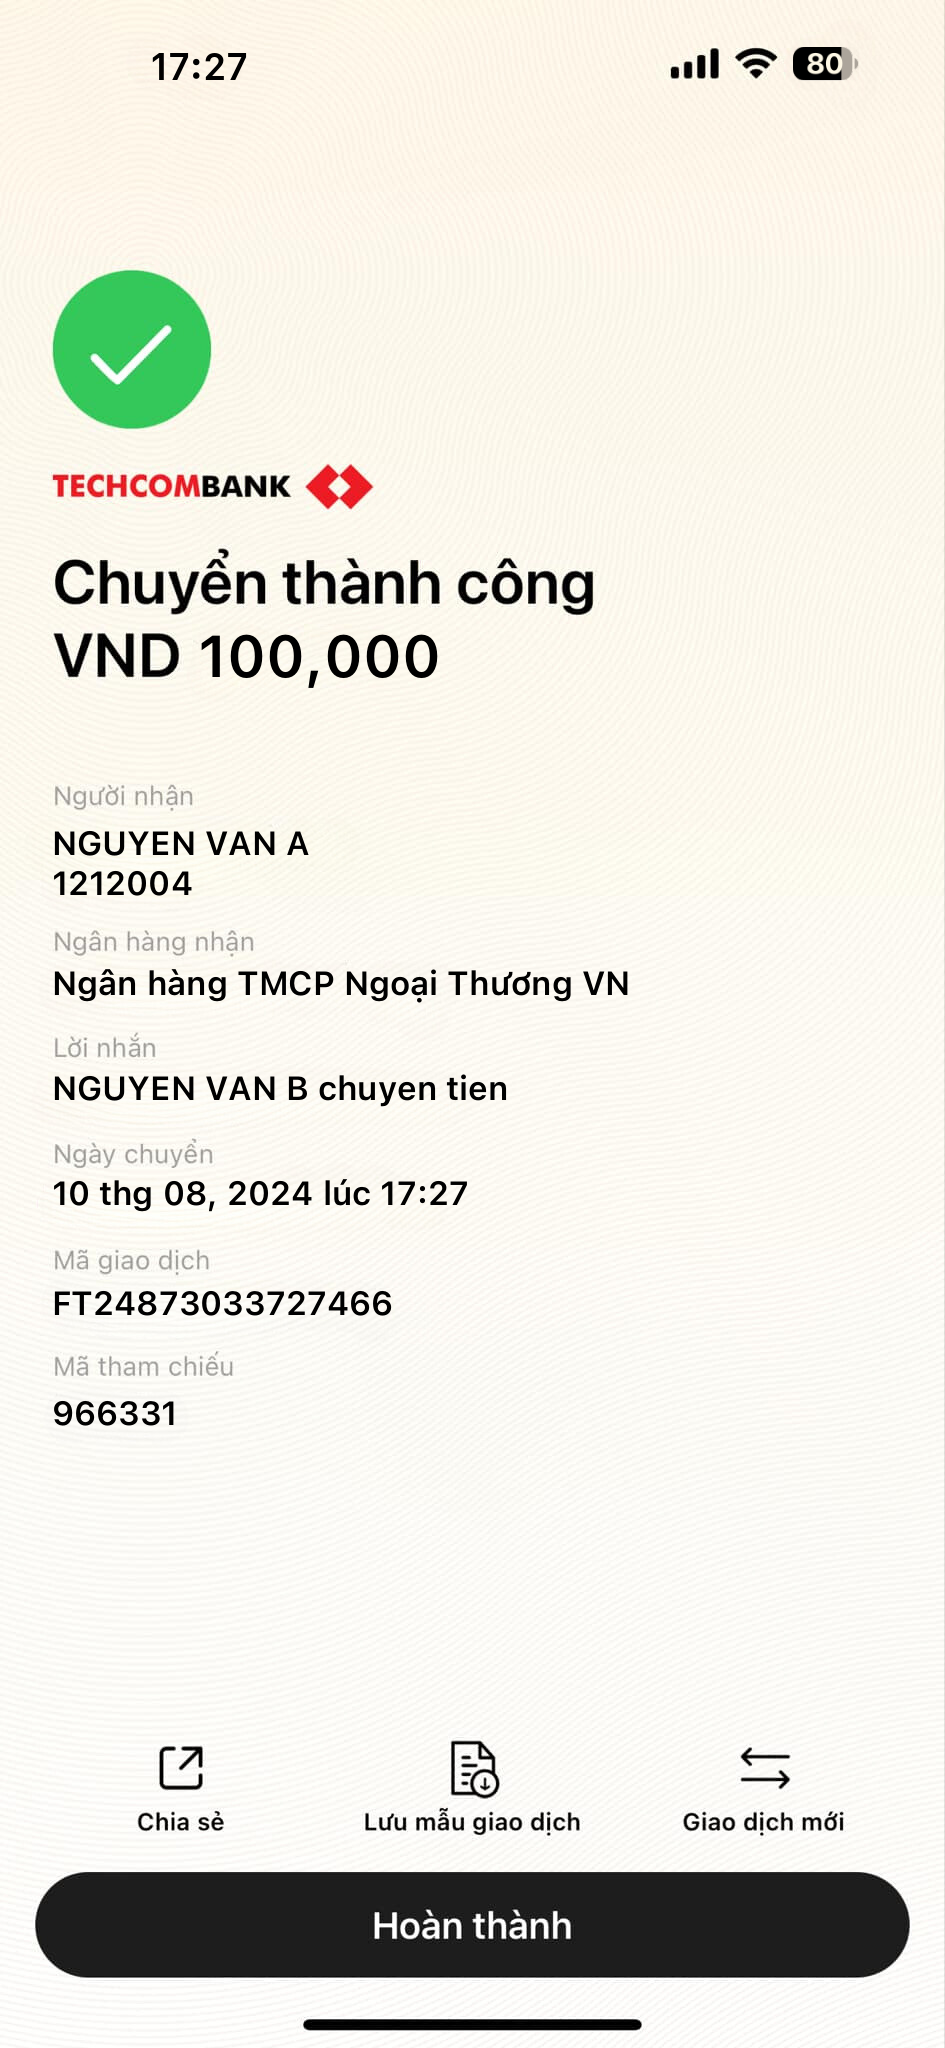 17:27
80
TECHCOMBANK
Chuyển thành công
VND 100,000
Người nhận
NGUYEN VAN A
1212004
Ngân hàng nhận
Ngân hàng TMCP Ngoại Thương VN
Lời nhắn
NGUYEN VAN B chuyen tien
Ngày chuyển
10 thg 08, 2024 lúc 17:27
Mã giao dịch
FT24873033727466
Mã tham chiếu
966331
Chia sẻ
Lưu mẫu giao dịch
Giao dịch mới
Hoàn thành